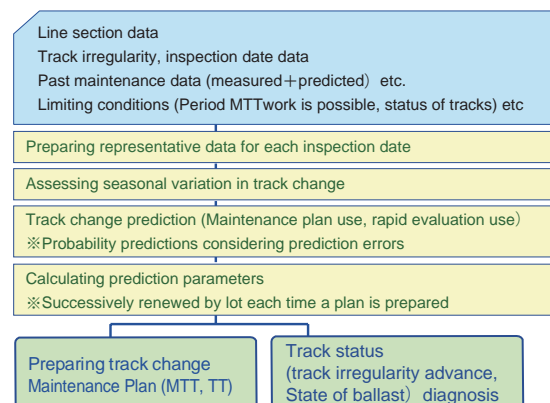 Line section data
Track irregularity, inspection date data
Past maintenance data (measured＋predicted） etc.
Limiting conditions (Period MTTwork is possible, status of tracks) etc
Preparing representative data for each inspection date
Assessing seasonal variation in track change
Track change prediction (Maintenance plan use, rapid evaluation use）
※Probability predictions considering prediction errors
Calculating prediction parameters
※Successively renewed by lot each time a plan is prepared
Preparing track change
Maintenance Plan (MTT, TT)
Track status
(track irregularity advance,
State of ballast） diagnosis